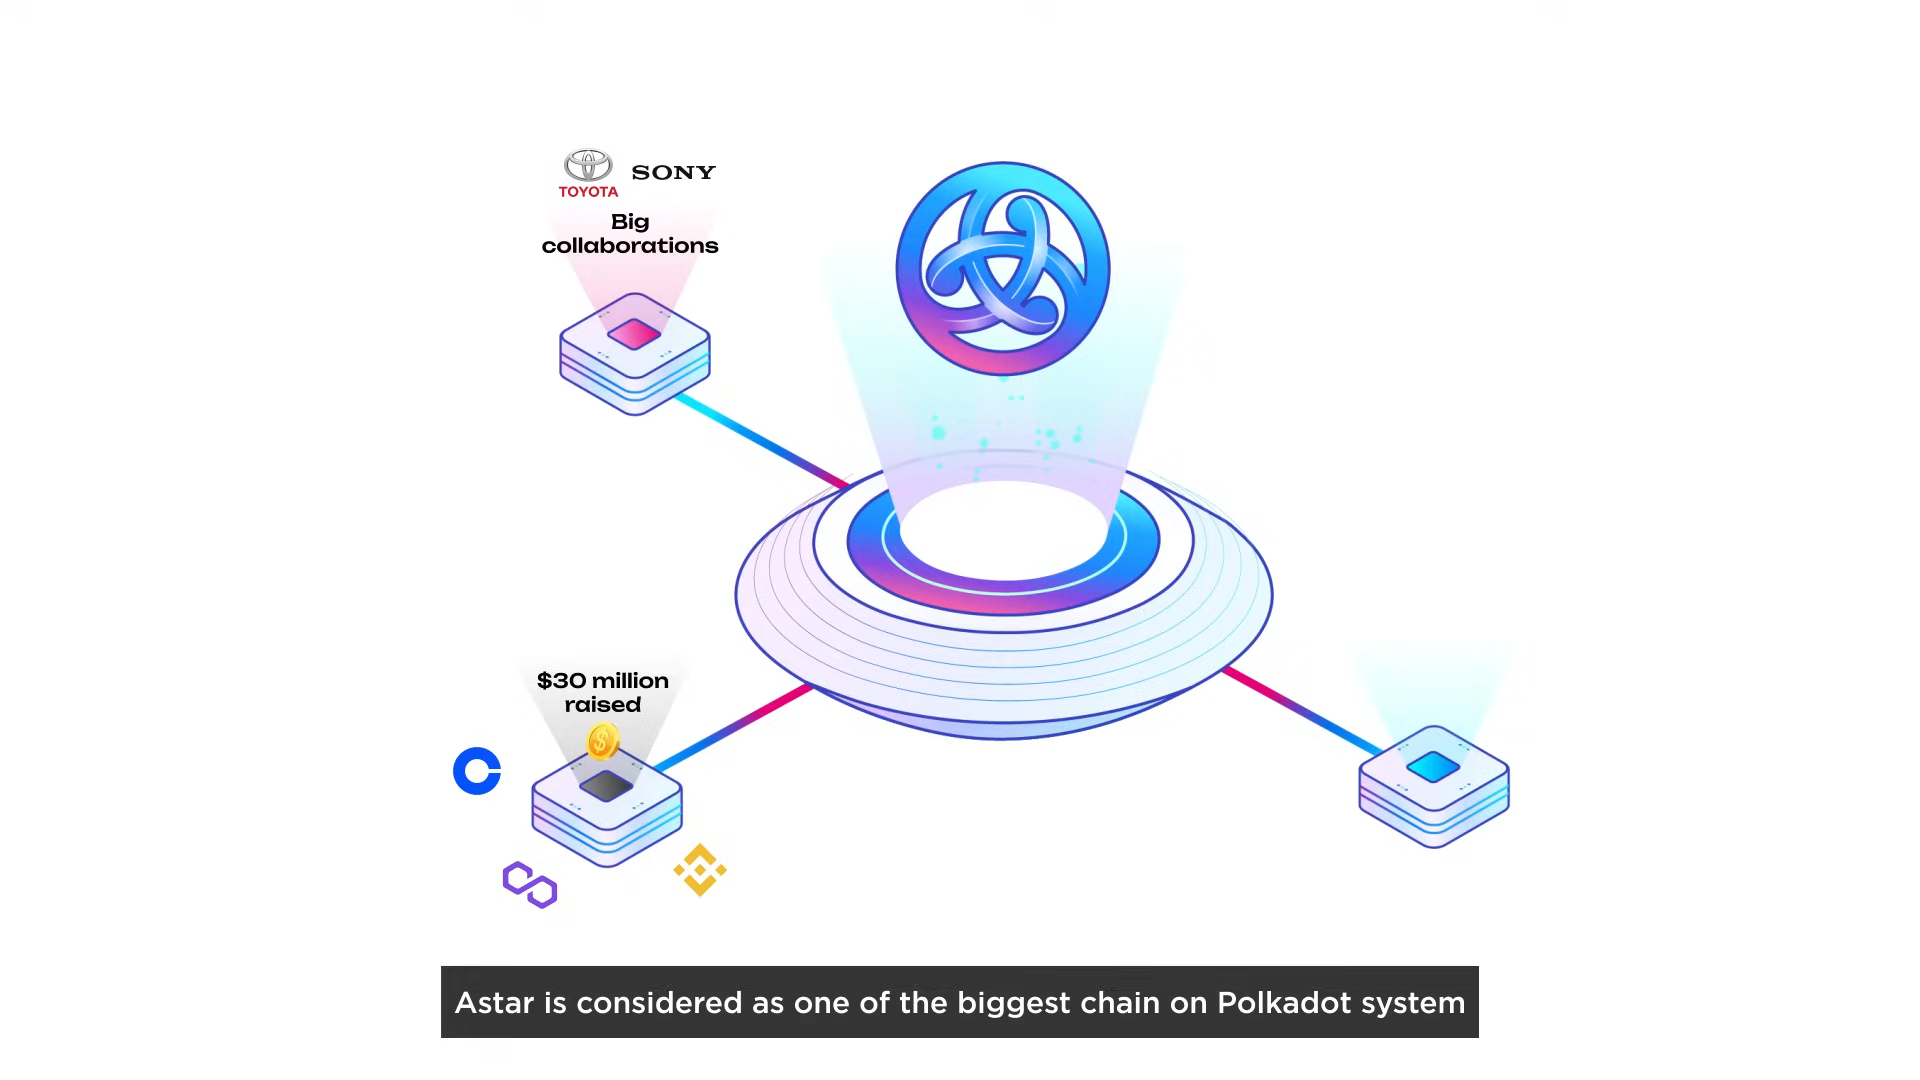 TOYOTA
SONY
Big
collaborations
$30 million
raised
Astar is considered as one of the biggest chain on Polkadot system